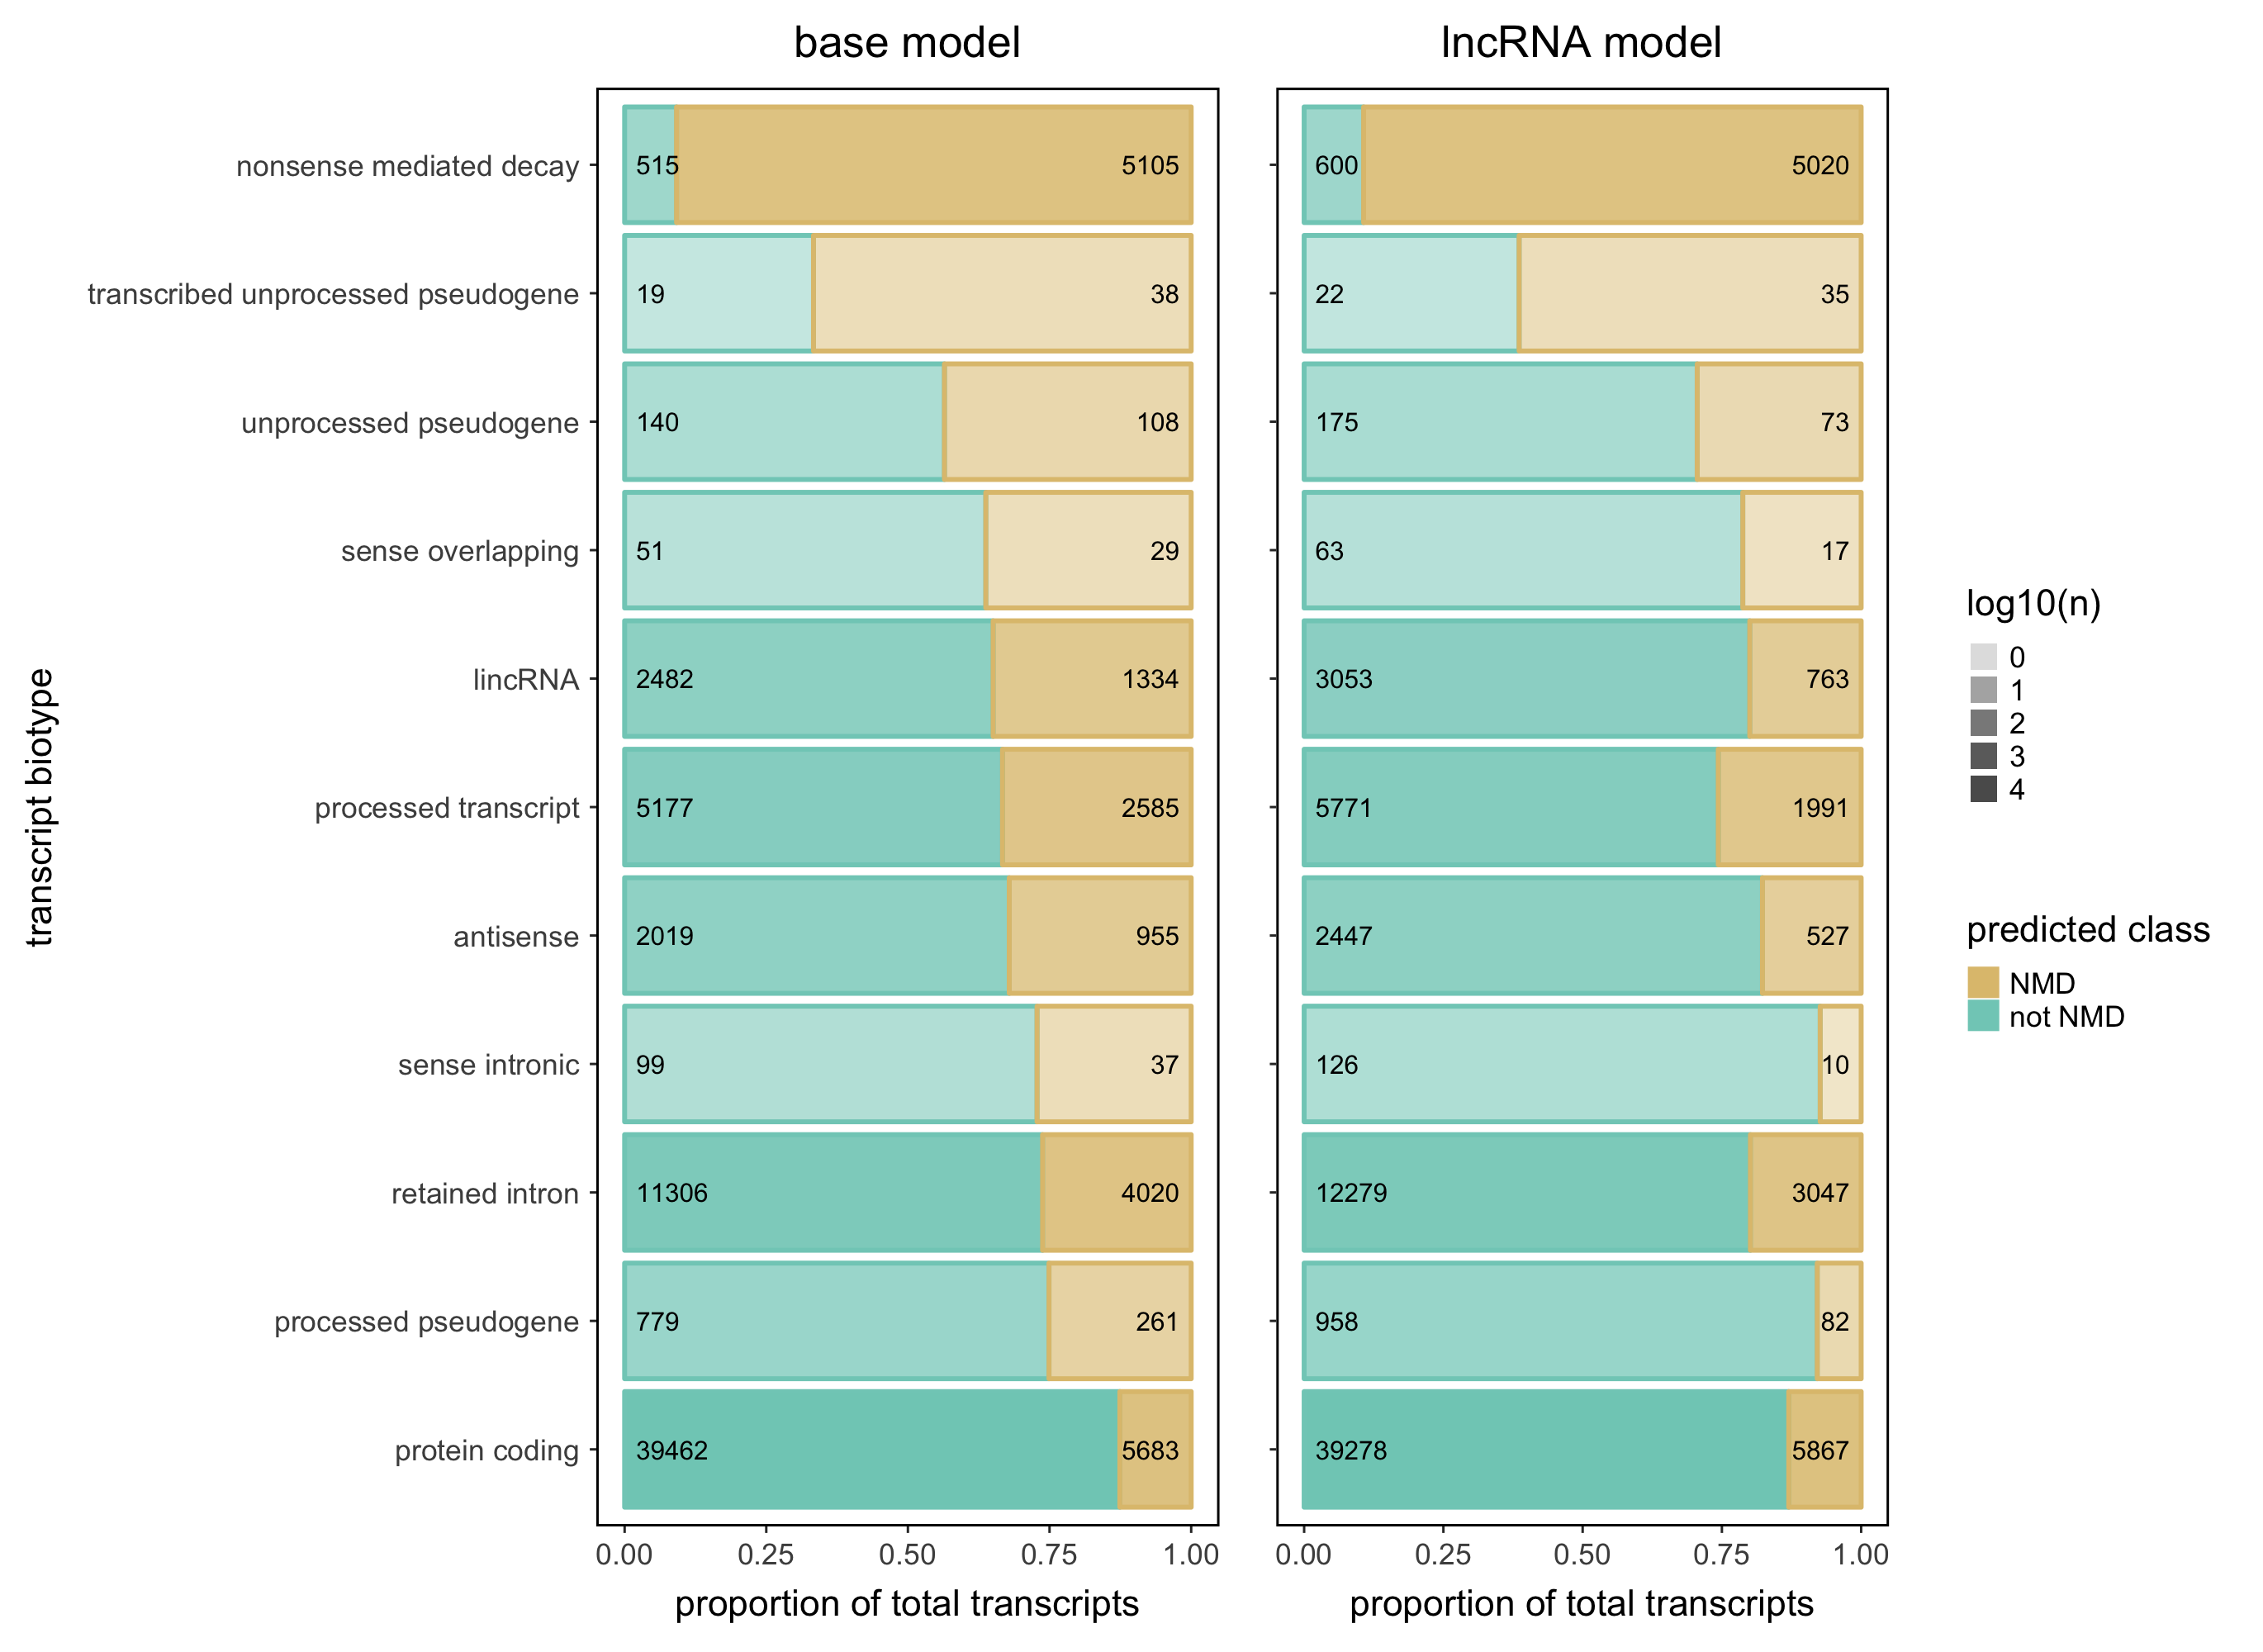 base model
lncRNA model
transcript biotype
nonsense mediated decay 515 5105 600 5020
transcribed unprocessed pseudogene 19 38 22 35
unprocessed pseudogene 140 108 175 73
sense overlapping 51 29 63 17
lincRNA 2482 1334 3053 763
processed transcript 5177 2585 5771 1991
antisense 2019 955 2447 527
sense intronic 99 37 126 10
retained intron 11306 4020 12279 3047
processed pseudogene 779 261 958 82
protein coding 39462 5683 39278 5867
0.00 0.25 0.50 0.75 1.00
0.00 0.25 0.50 0.75 1.00
proportion of total transcripts
proportion of total transcripts
log10(n)
0
1
2
3
4
predicted class
NMD
not NMD